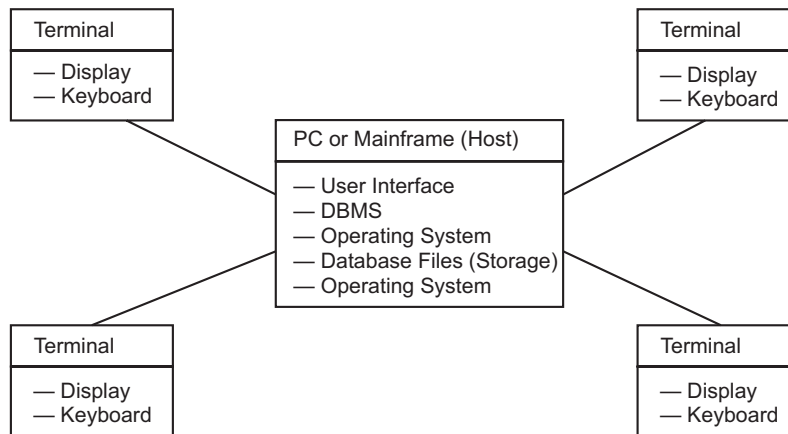 Terminal
— Display
— Keyboard
Terminal
— Display
— Keyboard
PC or Mainframe (Host)
— User Interface
— DBMS
— Operating System
— Database Files (Storage)
— Operating System
Terminal
— Display
— Keyboard
Terminal
— Display
— Keyboard